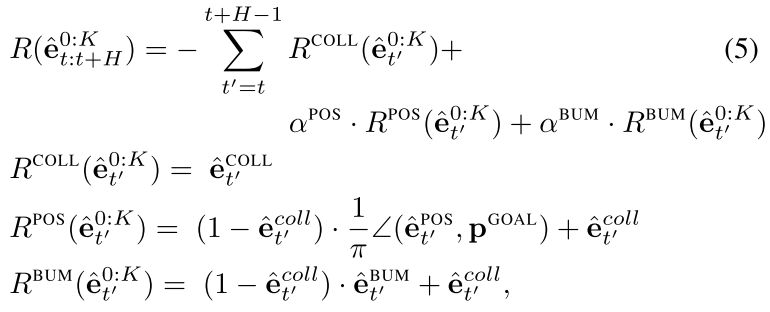 R(ê^{0:K}_{t:t+H}) = − ∑_{t'=t}^{t+H−1} R^{COLL}(ê^{0:K}_{t'})+ (5)
α^{POS} · R^{POS}(ê^{0:K}_{t'}) + α^{BUM} · R^{BUM}(ê^{0:K}_{t'})
R^{COLL}(ê^{0:K}_{t'}) = ê^{COLL}_{t'}
R^{POS}(ê^{0:K}_{t'}) = (1 − ê^{coll}_{t'}) · \frac{1}{π}∠(ê^{POS}_{t'}, p^{GOAL}) + ê^{coll}_{t'}
R^{BUM}(ê^{0:K}_{t'}) = (1 − ê^{coll}_{t'}) · ê^{BUM}_{t'} + ê^{coll}_{t'},